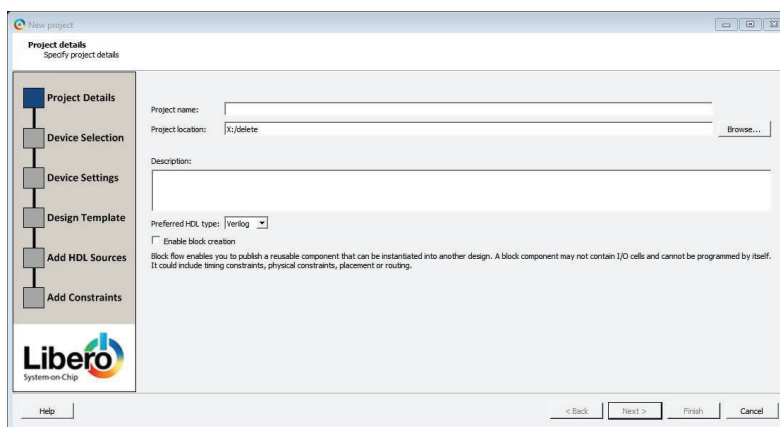 New project
Project details
Specify project details
Project Details
Device Selection
Device Settings
Design Template
Add HDL Sources
Add Constraints
Libero
System-on-Chip
Project name:
Project location: X:/delete Browse...
Description:
Preferred HDL type: Verilog
Enable block creation
Block flow enables you to publish a reusable component that can be instantiated into another design. A block component may not contain I/O cells and cannot be programmed by itself.
It could include timing constraints, physical constraints, placement or routing.
Help < Back Next > Finish Cancel